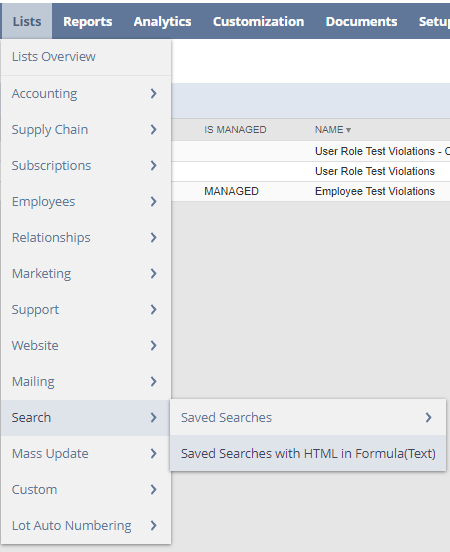 Lists Reports Analytics Customization Documents Setu
Lists Overview
Accounting
Supply Chain
Subscriptions
Employees
Relationships
Marketing
Support
Website
Mailing
Search
Mass Update
Custom
Lot Auto Numbering
IS MANAGED NAME
User Role Test Violations - C
User Role Test Violations
MANAGED Employee Test Violations
Saved Searches
Saved Searches with HTML in Formula(Text)